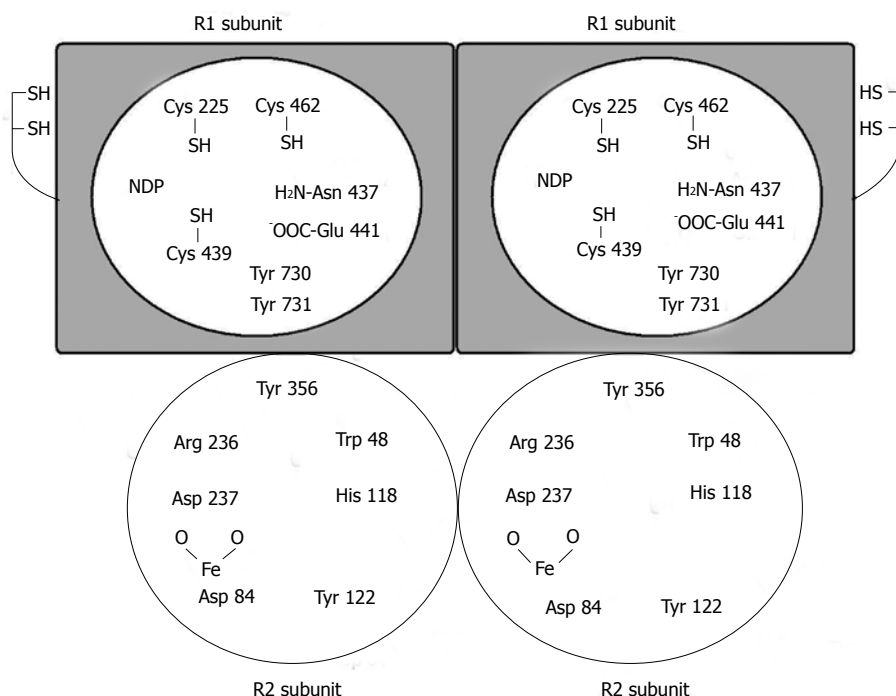 R1 subunit R1 subunit
SH HS
SH HS
Cys 225 Cys 462 Cys 225 Cys 462
SH SH SH SH
NDP H₂N-Asn 437 NDP H₂N-Asn 437
SH ⁻OOC-Glu 441 SH ⁻OOC-Glu 441
Cys 439 Cys 439
Tyr 730 Tyr 730
Tyr 731 Tyr 731
Tyr 356 Tyr 356
Arg 236 Trp 48 Arg 236 Trp 48
Asp 237 His 118 Asp 237 His 118
O O O O
Fe Fe
Asp 84 Tyr 122 Asp 84 Tyr 122
R2 subunit R2 subunit